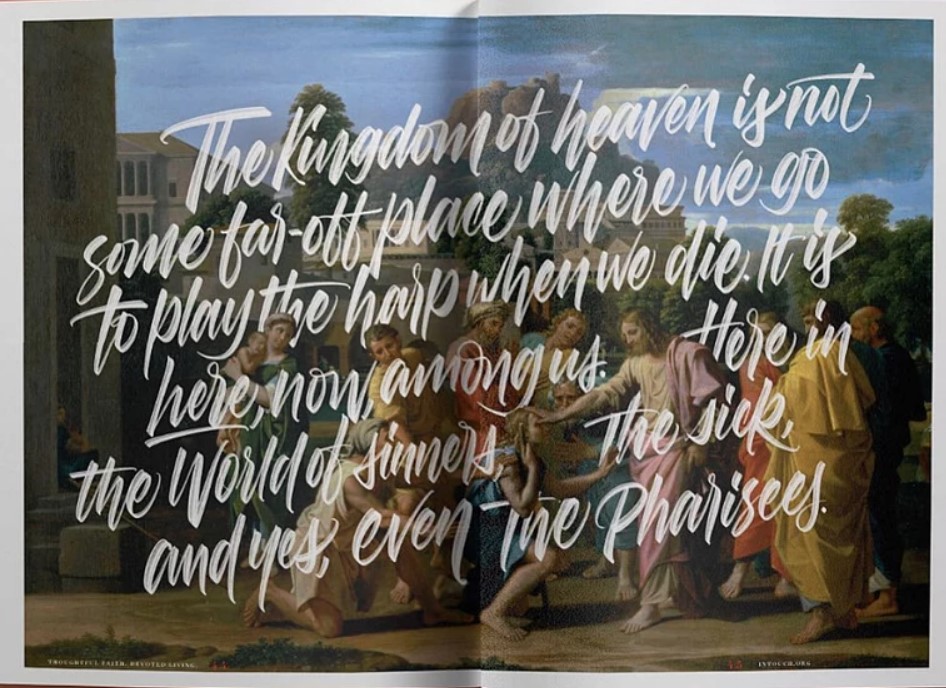 The Kingdom of heaven is not
some far-off place where we go
to play the harp when we die. It is
here, now, among us. Here in
the World of sinners, the sick,
and yes, even The Pharisees.
THOUGHTFUL FAITH. DEVOTED LIVING.
INTOUCH.ORG